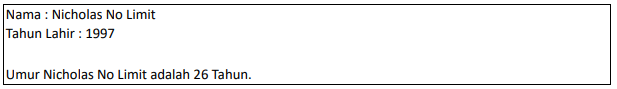 Nama : Nicholas No Limit
Tahun Lahir : 1997
Umur Nicholas No Limit adalah 26 Tahun.